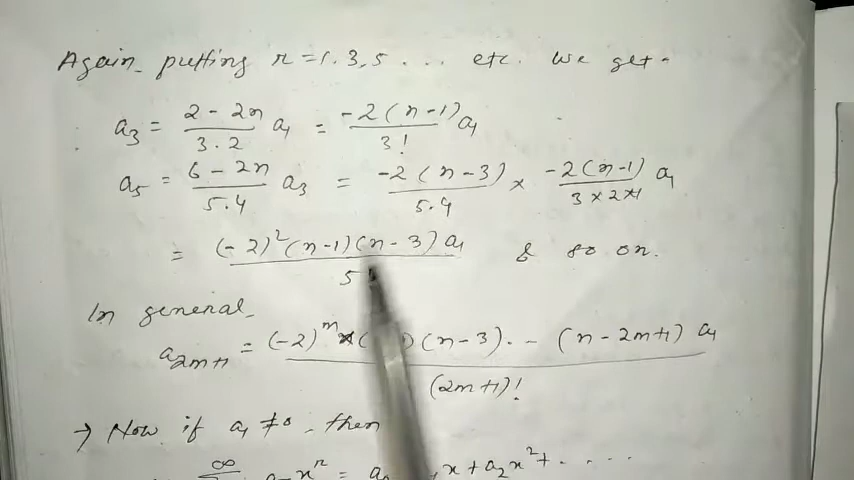 Again putting r = 1, 3, 5 ... etc. we get -
a₃ = (2 - 2n)/(3·2) a₁ = -2(n-1)/3! a₁
a₅ = (6 - 2n)/(5·4) a₃ = -2(n-3)/(5·4) × -2(n-1)/(3×2×1) a₁
= (-2)²(n-1)(n-3) a₁/5 & so on.
In general
a₂ₘ₊₁ = (-2)ᵐ ( ) (n-3) .. - (n-2m+1) a₁/(2m+1)!
→ Now if a₁ ≠ 0, then
∞ xʳ = a x + a₂x² + .....